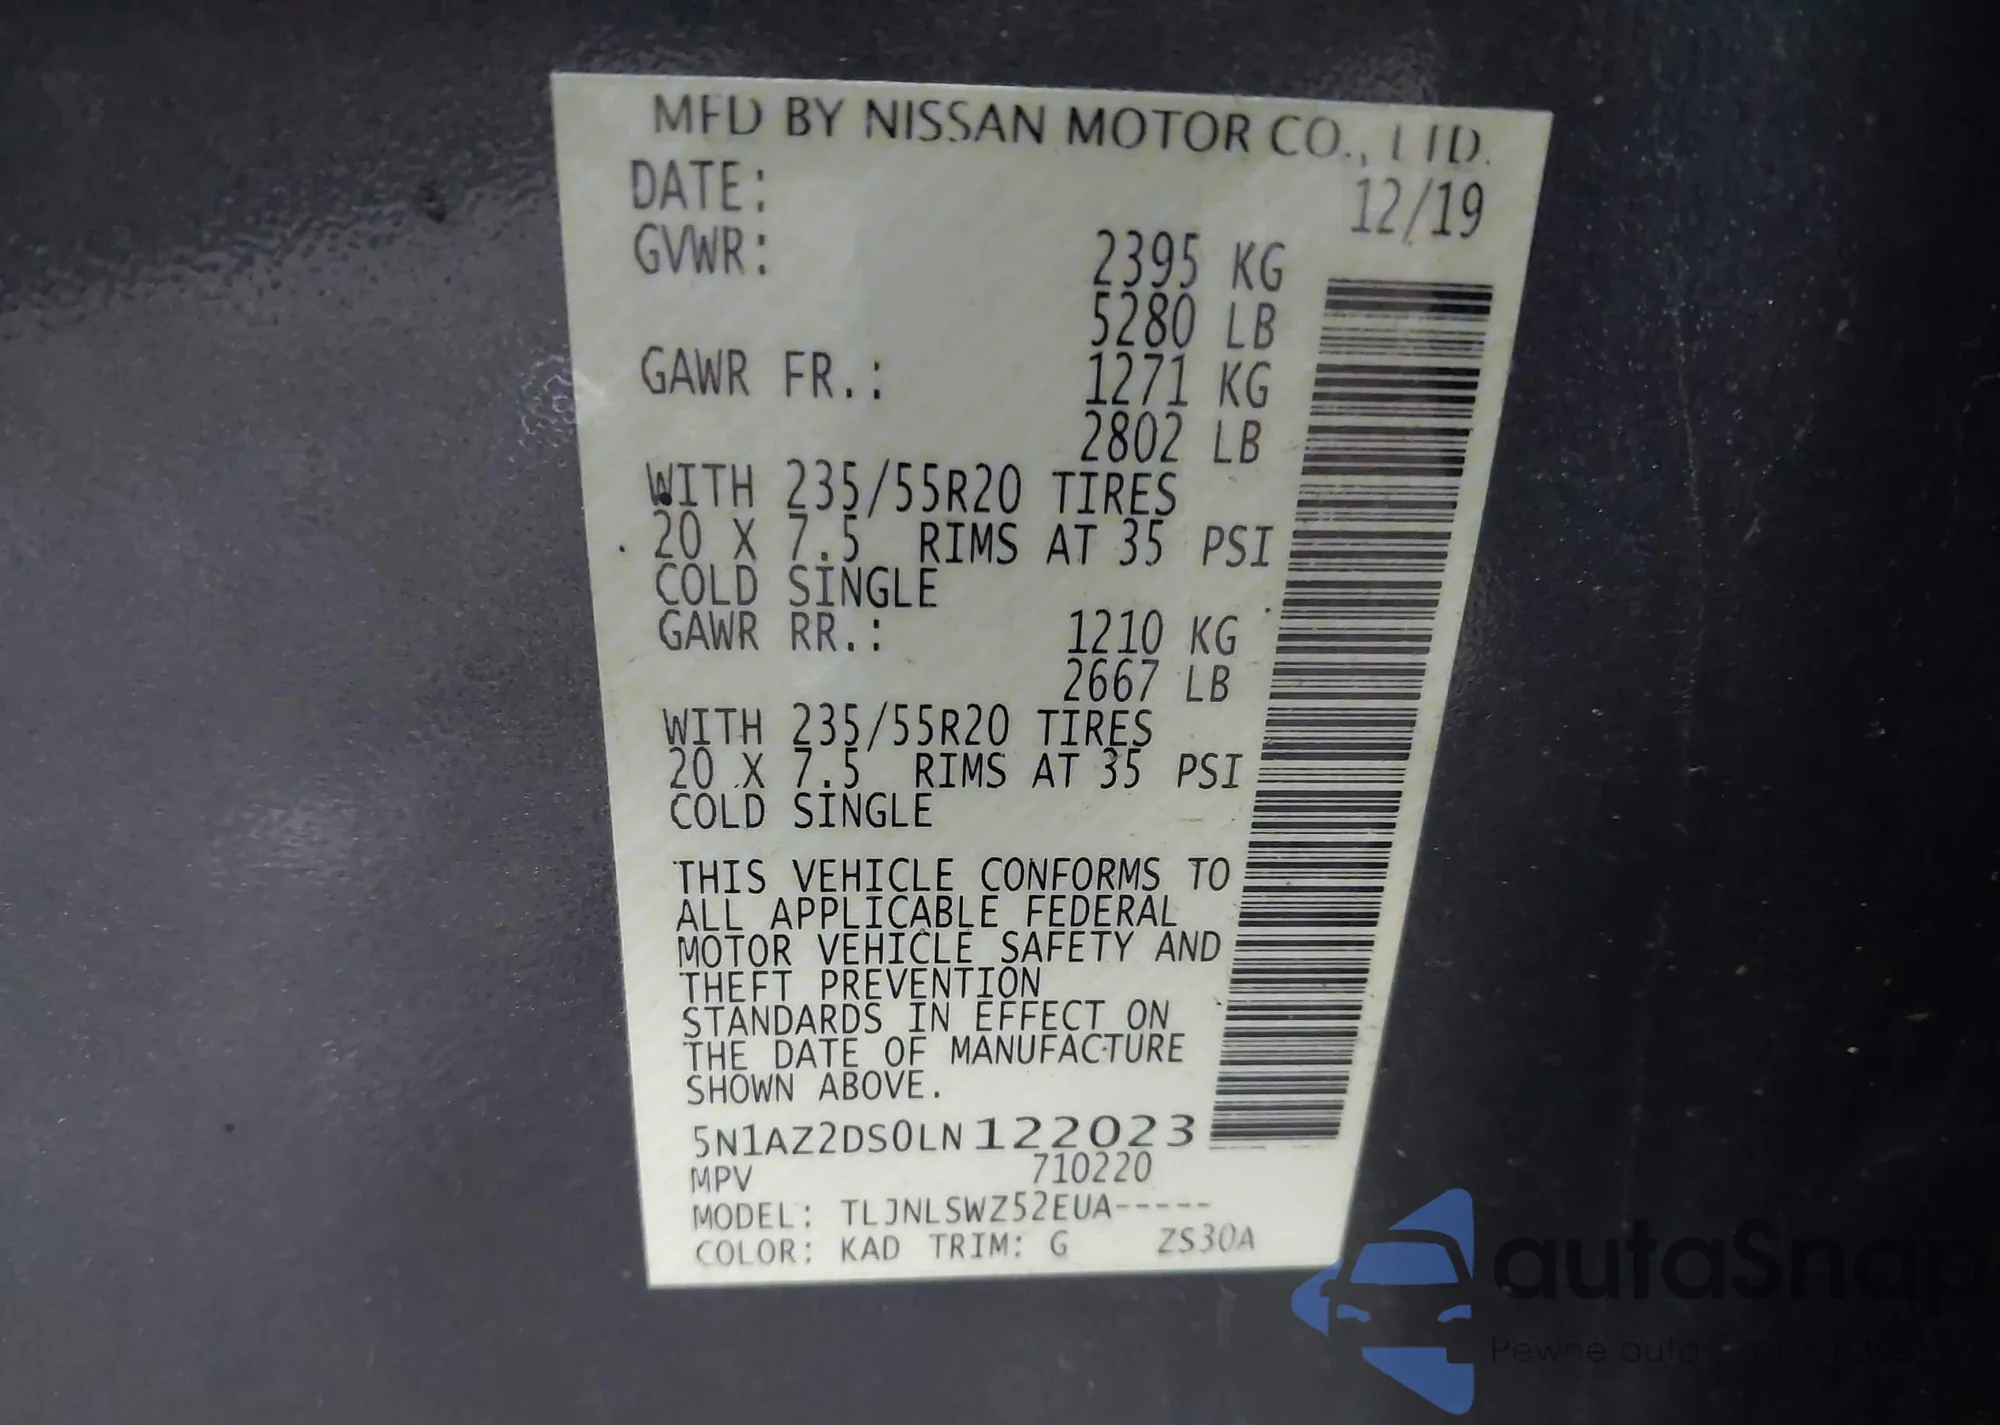 MFD BY NISSAN MOTOR CO., LTD.
DATE: 12/19
GVWR: 2395 KG
5280 LB
GAWR FR.: 1271 KG
2802 LB
WITH 235/55R20 TIRES
20 X 7.5 RIMS AT 35 PSI
COLD SINGLE
GAWR RR.: 1210 KG
2667 LB
WITH 235/55R20 TIRES
20 X 7.5 RIMS AT 35 PSI
COLD SINGLE
THIS VEHICLE CONFORMS TO
ALL APPLICABLE FEDERAL
MOTOR VEHICLE SAFETY AND
THEFT PREVENTION
STANDARDS IN EFFECT ON
THE DATE OF MANUFACTURE
SHOWN ABOVE.
5N1AZ2DS0LN122023
MPV 710220
MODEL: TLJNLSWZ52EUA-----
COLOR: KAD TRIM: G ZS30A
autaSnap
Pewne auto